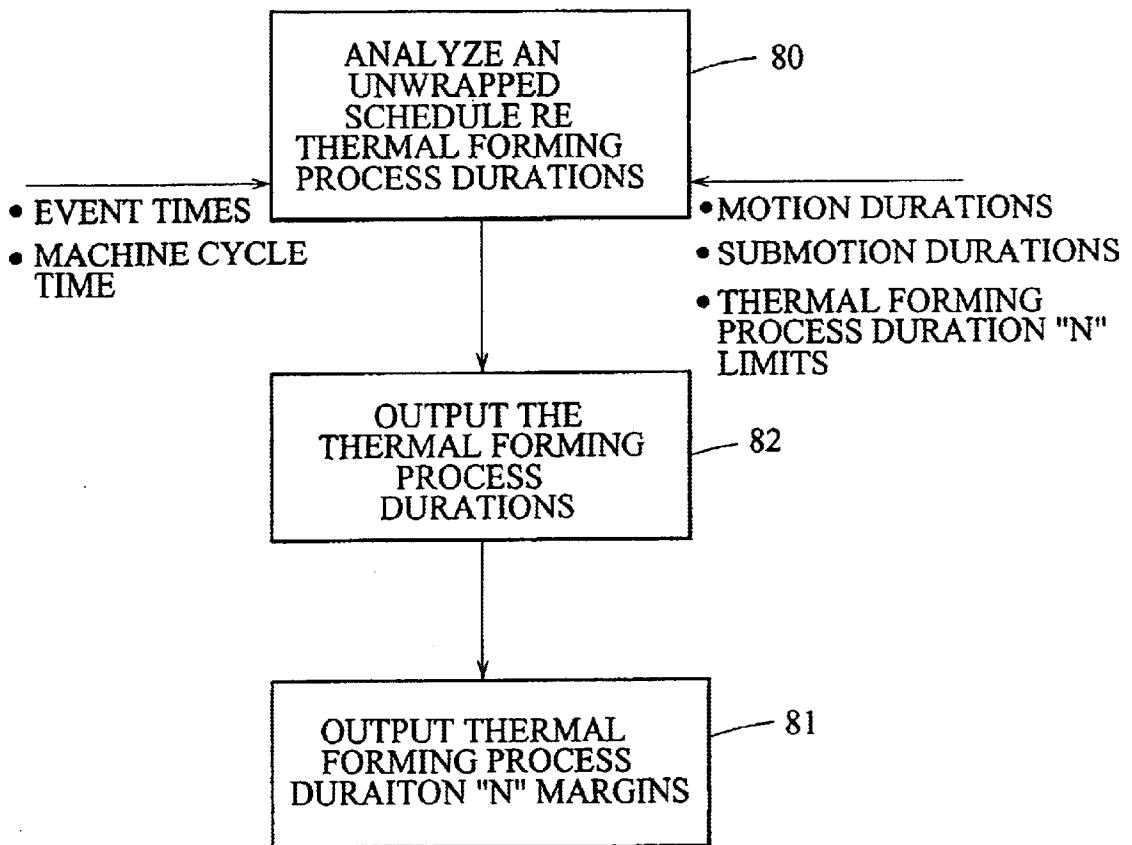 ANALYZE AN
UNWRAPPED
SCHEDULE RE
THERMAL FORMING
PROCESS DURATIONS
80
• EVENT TIMES
• MACHINE CYCLE
TIME
• MOTION DURATIONS
• SUBMOTION DURATIONS
• THERMAL FORMING
PROCESS DURATION "N"
LIMITS
OUTPUT THE
THERMAL FORMING
PROCESS
DURATIONS
82
OUTPUT THERMAL
FORMING PROCESS
DURAITON "N" MARGINS
81